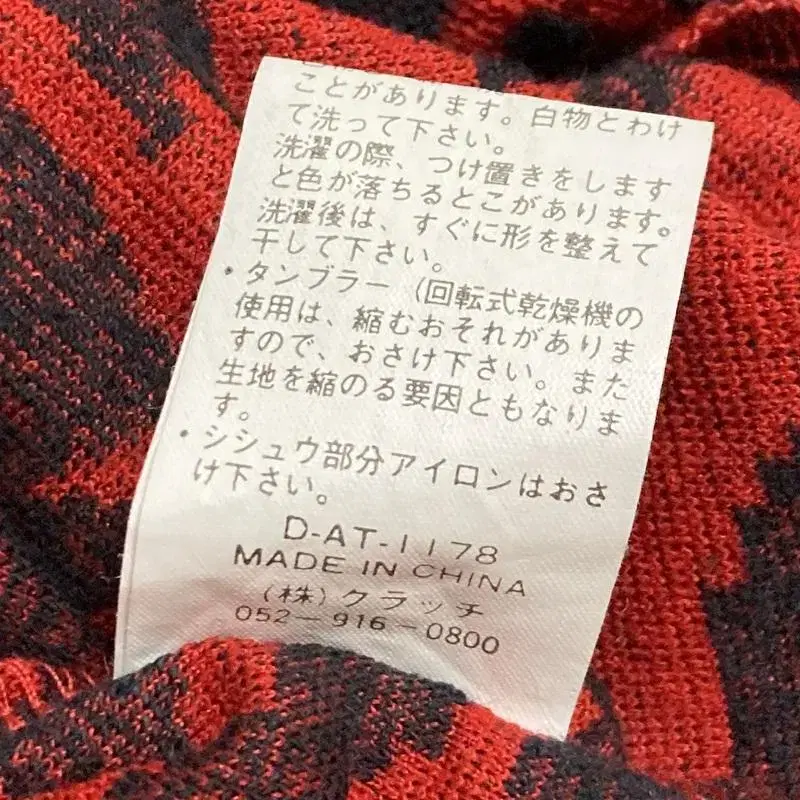 ことがあります。白物とわけ
て洗って下さい。
洗濯の際、つけ置きをします
と色が落ちるとこがあります。
洗濯後は、すぐに形を整えて
干して下さい。
・タンブラー（回転式乾燥機の
使用は、縮むおそれがありま
すので、おさけ下さい。また
生地を縮のる要因ともなりま
す。
・シシュウ部分アイロンはおさ
け下さい。
D-AT-1178
MADE IN CHINA
（株）クラッチ
052－916－0800